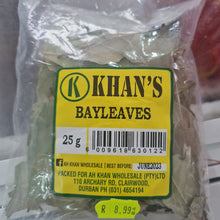 K KHAN'S
BAYLEAVES
25 g
6 009618 630122
AH KHAN WHOLESALE BEST BEFORE: JUNE2023
PACKED FOR AH KHAN WHOLESALE (PTY)LTD
110 ARCHARY RD, CLAIRWOOD,
DURBAN PH (031) 4654194
R 8,99